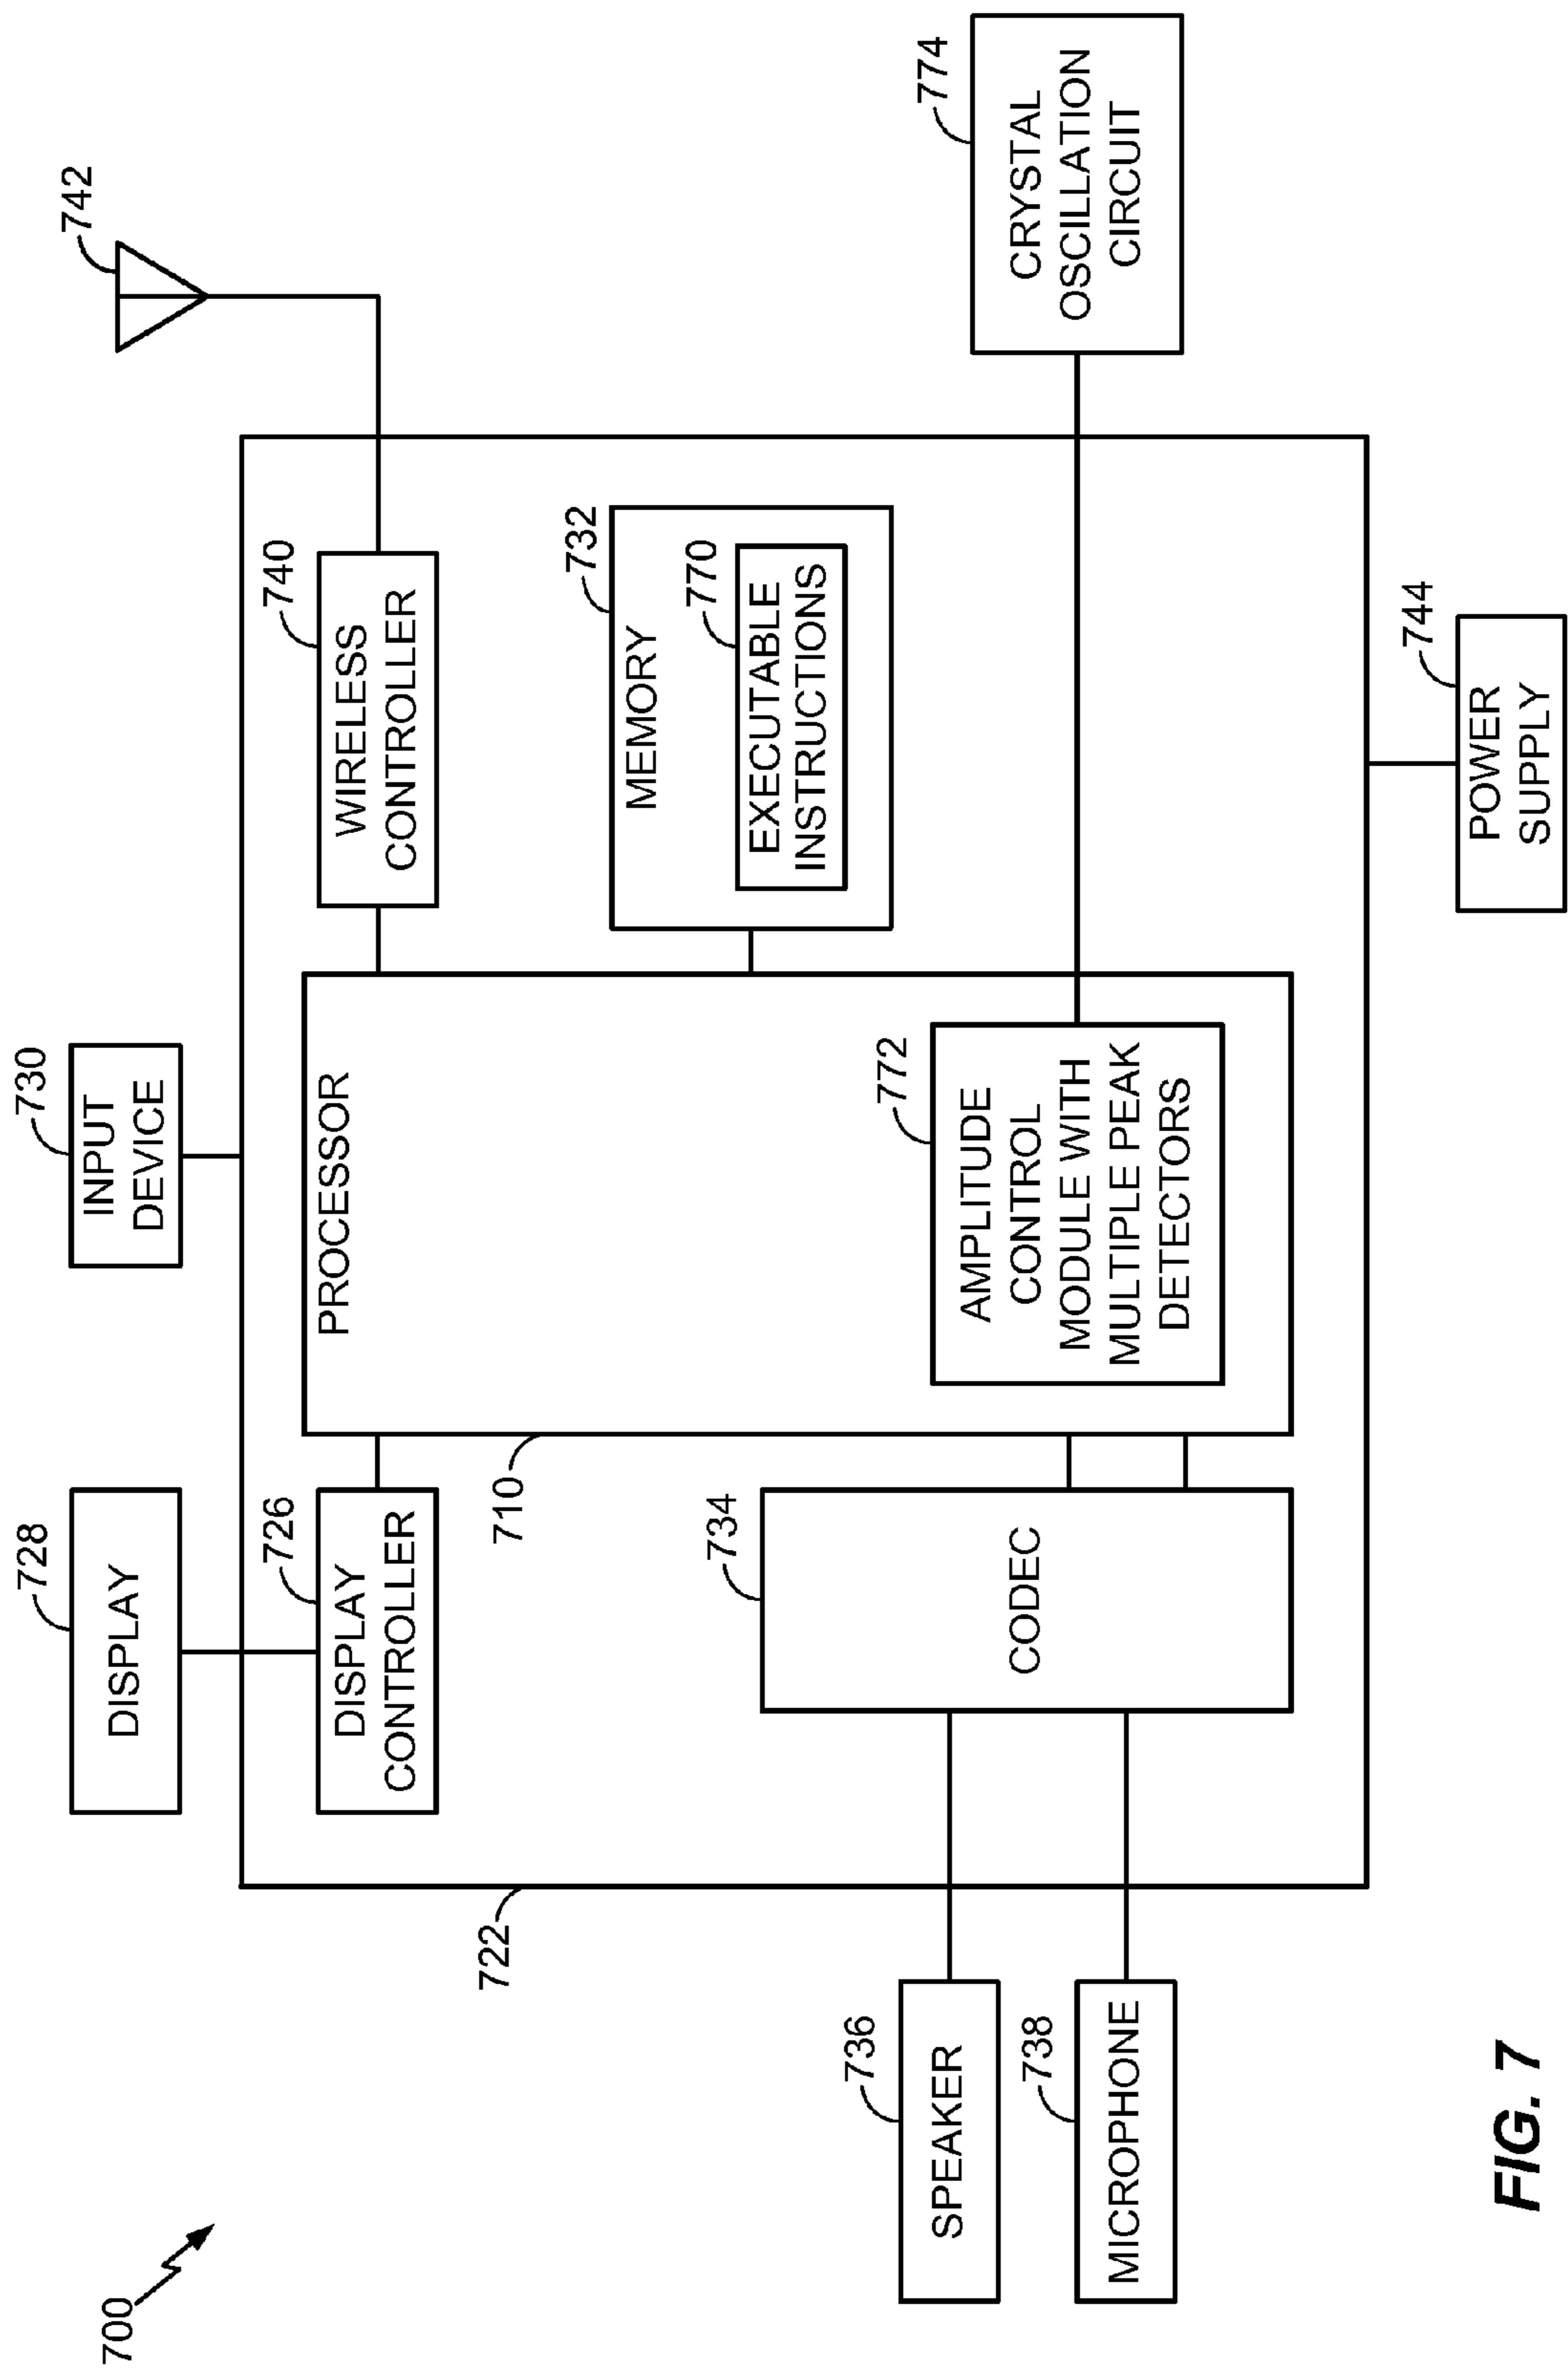 700
728
DISPLAY
730
INPUT
DEVICE
742
726
DISPLAY
CONTROLLER
740
WIRELESS
CONTROLLER
PROCESSOR
710
732
MEMORY
770
EXECUTABLE
INSTRUCTIONS
722
734
CODEC
772
AMPLITUDE
CONTROL
MODULE WITH
MULTIPLE PEAK
DETECTORS
774
CRYSTAL
OSCILLATION
CIRCUIT
736
SPEAKER
738
MICROPHONE
744
POWER
SUPPLY
FIG. 7